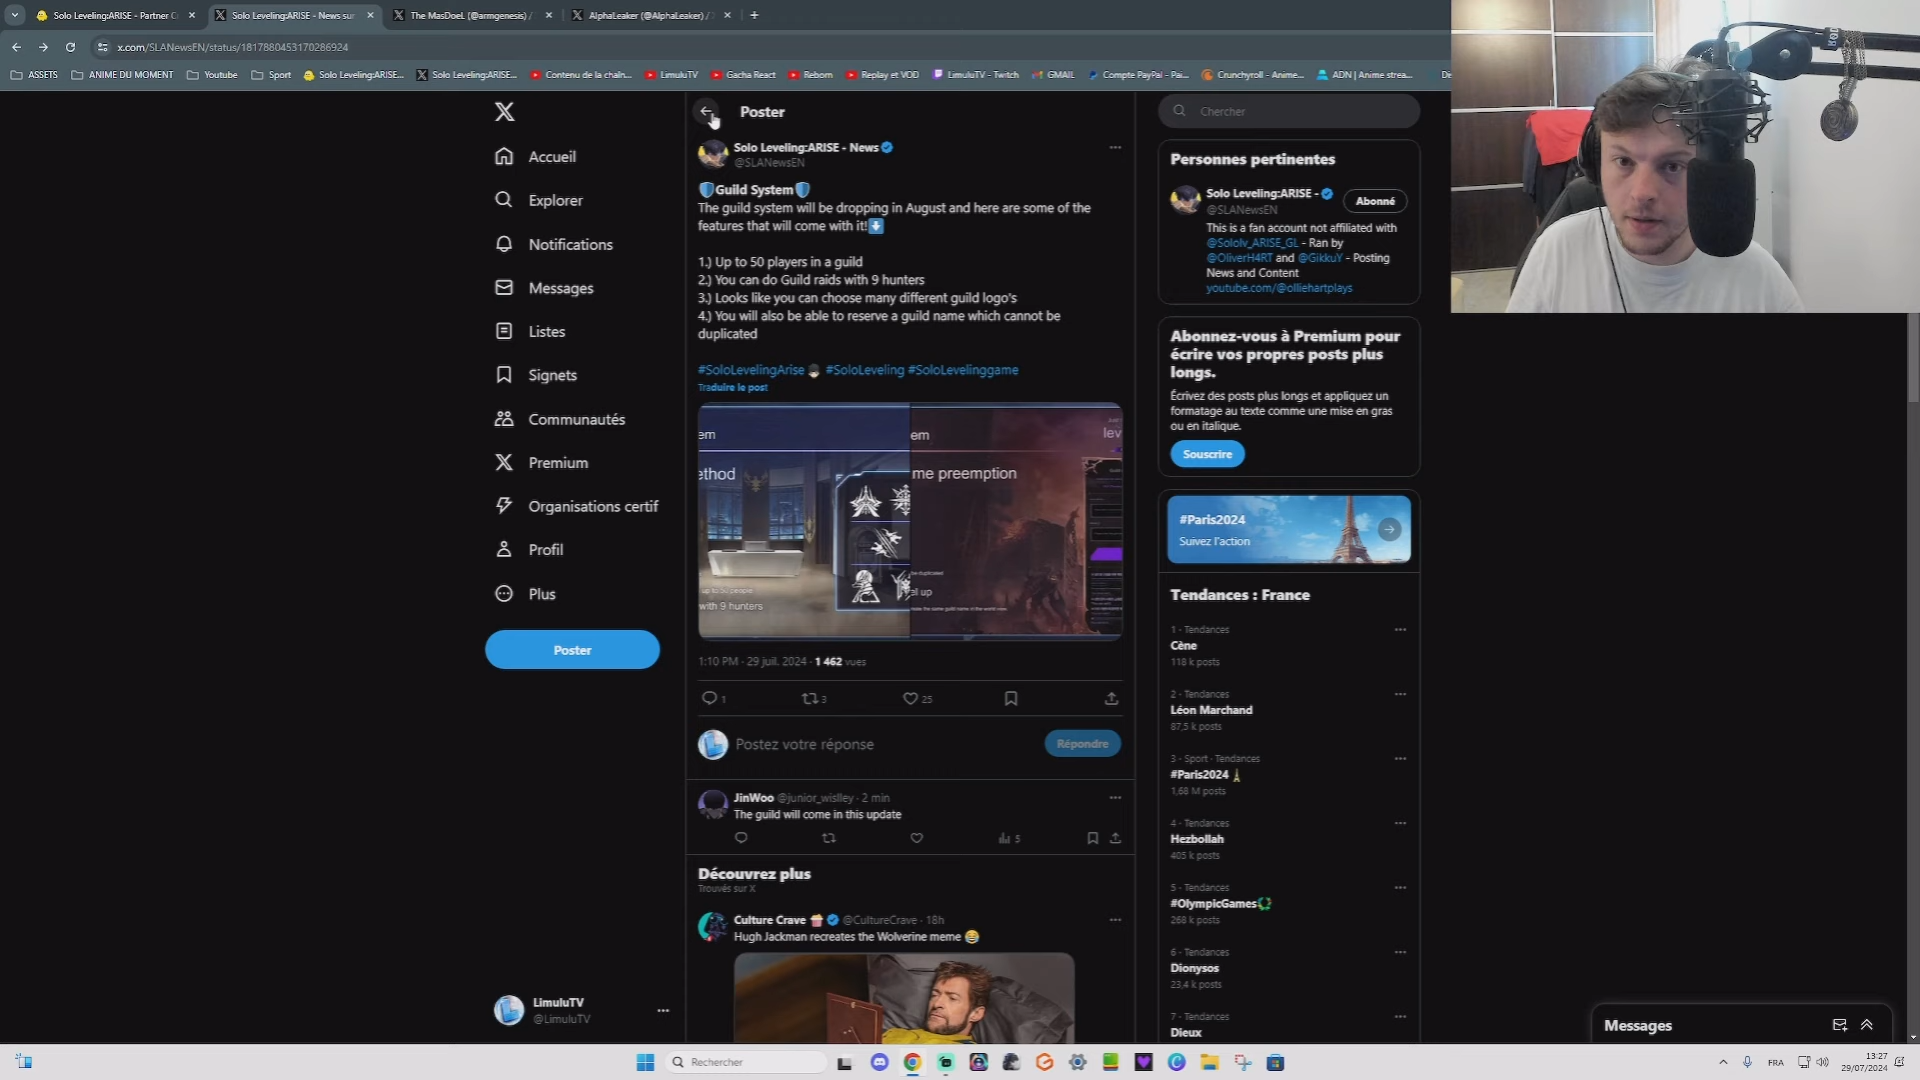 Solo Leveling:ARISE - Partner C
Solo Leveling:ARISE - News sur
The MasDoeL (@armgenesis) /
AlphaLeaker (@AlphaLeaker) /
x.com/SLANewsEN/status/1817880453170286924
ASSETS
ANIME DU MOMENT
Youtube
Sport
Solo Leveling:ARISE...
Solo Leveling:ARISE...
Contenu de la chaîn...
LimuluTV
Gacha React
Reborn
Replay et VOD
LimuluTV - Twitch
GMAIL
Compte PayPal - Pai...
Crunchyroll - Anime...
ADN | Anime strea...
Accueil
Explorer
Notifications
Messages
Listes
Signets
Communautés
Premium
Organisations certif
Profil
Plus
Poster
LimuluTV
@LimuluTV
Poster
Solo Leveling:ARISE - News
@SLANewsEN
🛡️Guild System🛡️
The guild system will be dropping in August and here are some of the
features that will come with it!⬇️
1.) Up to 50 players in a guild
2.) You can do Guild raids with 9 hunters
3.) Looks like you can choose many different guild logo's
4.) You will also be able to reserve a guild name which cannot be
duplicated
#SoloLevelingArise #SoloLeveling #SoloLevelinggame
Traduire le post
em
ethod
up to 50 people
with 9 hunters
em
lev
me preemption
be duplicated
el up
1:10 PM · 29 juil. 2024 · 1 462 vues
1
3
25
Postez votre réponse
Répondre
JinWoo @junior_wislley · 2 min
The guild will come in this update
5
Découvrez plus
Trouvés sur X
Culture Crave 🍿 @CultureCrave · 18h
Hugh Jackman recreates the Wolverine meme 😂
Chercher
Personnes pertinentes
Solo Leveling:ARISE -
Abonné
@SLANewsEN
This is a fan account not affiliated with
@Sololv_ARISE_GL - Ran by
@OliverH4RT and @GikkuY - Posting
News and Content
youtube.com/@olliehartplays
Abonnez-vous à Premium pour
écrire vos propres posts plus
longs.
Écrivez des posts plus longs et appliquez un
formatage au texte comme une mise en gras
ou en italique.
Souscrire
#Paris2024
Suivez l'action
Tendances : France
1 · Tendances
Cène
118 k posts
2 · Tendances
Léon Marchand
87,5 k posts
3 · Sport · Tendances
#Paris2024
1,68 M posts
4 · Tendances
Hezbollah
405 k posts
5 · Tendances
#OlympicGames
268 k posts
6 · Tendances
Dionysos
23,4 k posts
7 · Tendances
Dieux
Messages
Rechercher
FRA
13:27
29/07/2024